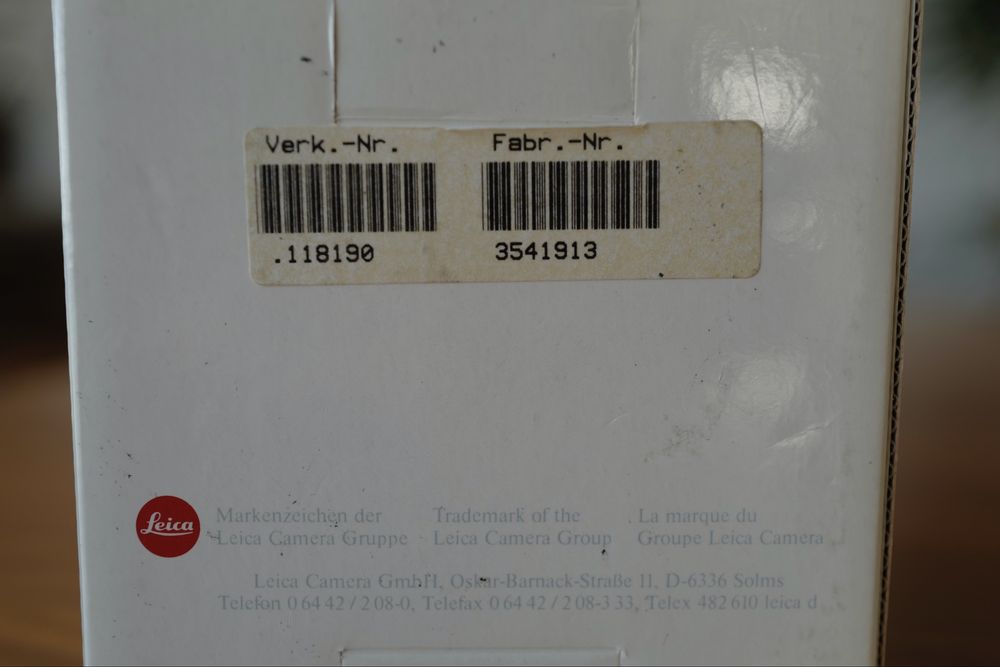 Verk.-Nr. Fabr.-Nr.
.118190 3541913
Leica
Markenzeichen der Trademark of the La marque du
Leica Camera Gruppe Leica Camera Group Groupe Leica Camera
Leica Camera GmbH, Oskar-Barnack-Straße 11, D-6336 Solms
Telefon 0 64 42 / 2 08-0, Telefax 0 64 42 / 2 08-3 33, Telex 482 610 leica d